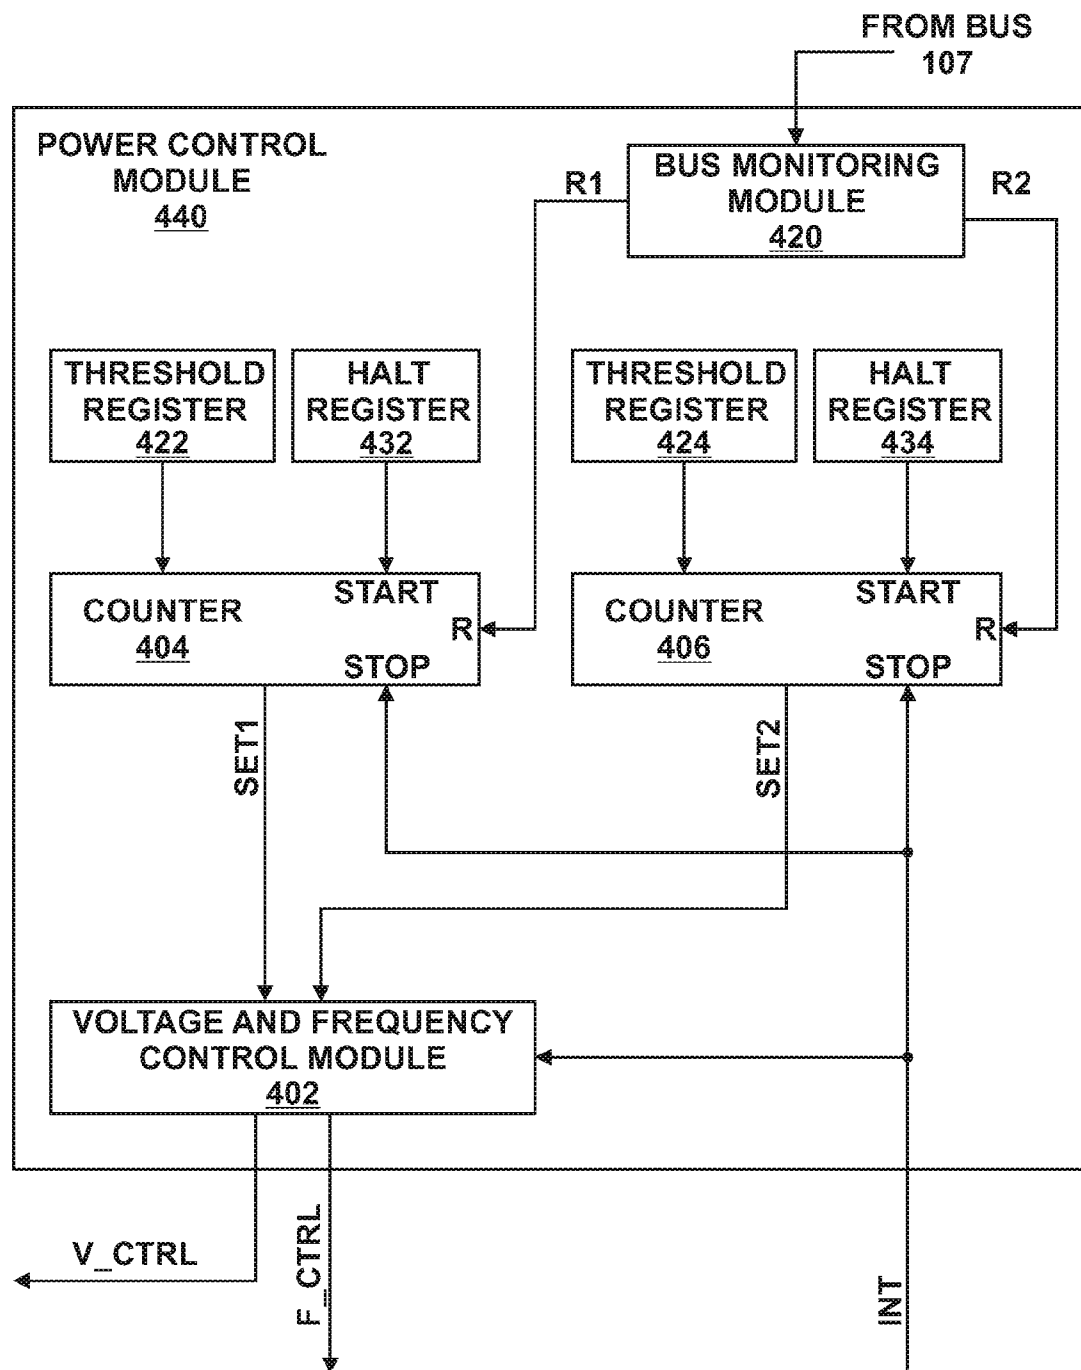 FROM BUS
107
POWER CONTROL
MODULE
440
BUS MONITORING
MODULE
420
R1
R2
THRESHOLD
REGISTER
422
HALT
REGISTER
432
THRESHOLD
REGISTER
424
HALT
REGISTER
434
COUNTER
404
START
R
STOP
COUNTER
406
START
R
STOP
SET1
SET2
VOLTAGE AND FREQUENCY
CONTROL MODULE
402
V_CTRL
F_CTRL
INT